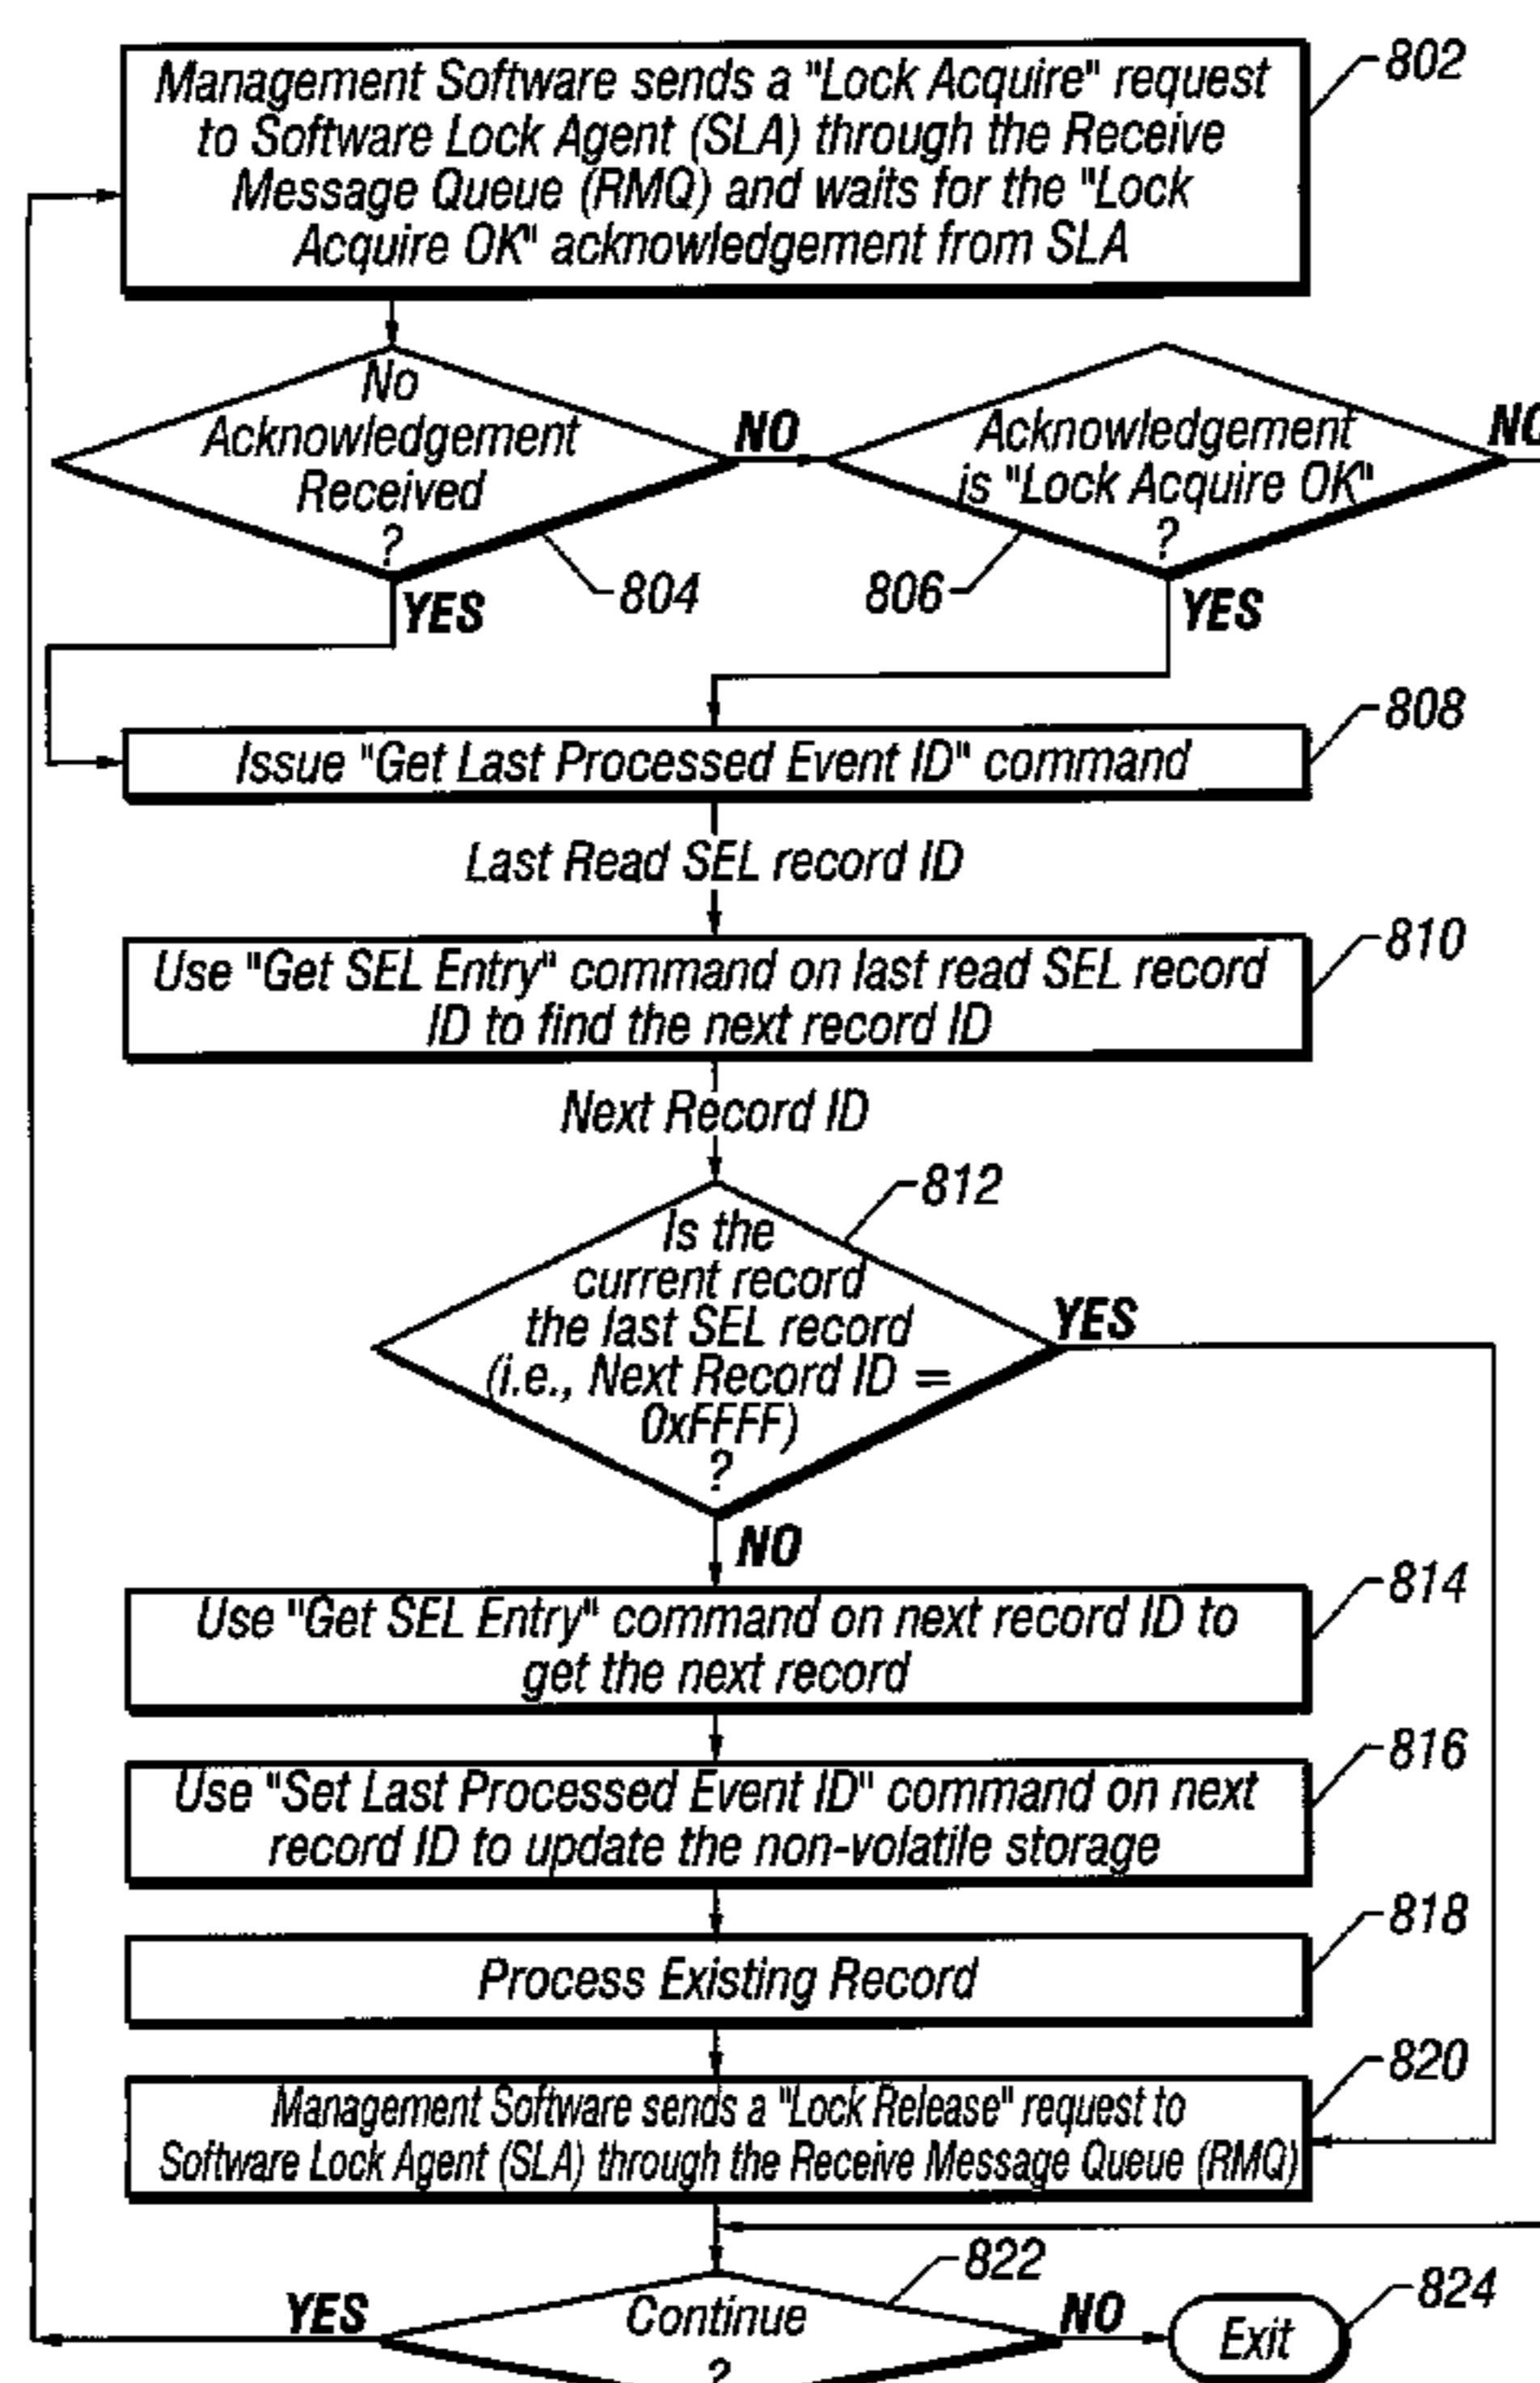 Management Software sends a "Lock Acquire" request
to Software Lock Agent (SLA) through the Receive
Message Queue (RMQ) and waits for the "Lock
Acquire OK" acknowledgement from SLA
802
No
Acknowledgement
Received
?
NO
804
YES
Acknowledgement
is "Lock Acquire OK"
?
NO
806
YES
Issue "Get Last Processed Event ID" command
808
Last Read SEL record ID
Use "Get SEL Entry" command on last read SEL record
ID to find the next record ID
810
Next Record ID
812
Is the
current record
the last SEL record
(i.e., Next Record ID =
0xFFFF)
?
YES
NO
Use "Get SEL Entry" command on next record ID to
get the next record
814
Use "Set Last Processed Event ID" command on next
record ID to update the non-volatile storage
816
Process Existing Record
818
Management Software sends a "Lock Release" request to
Software Lock Agent (SLA) through the Receive Message Queue (RMQ)
820
822
YES
Continue
?
NO
Exit
824